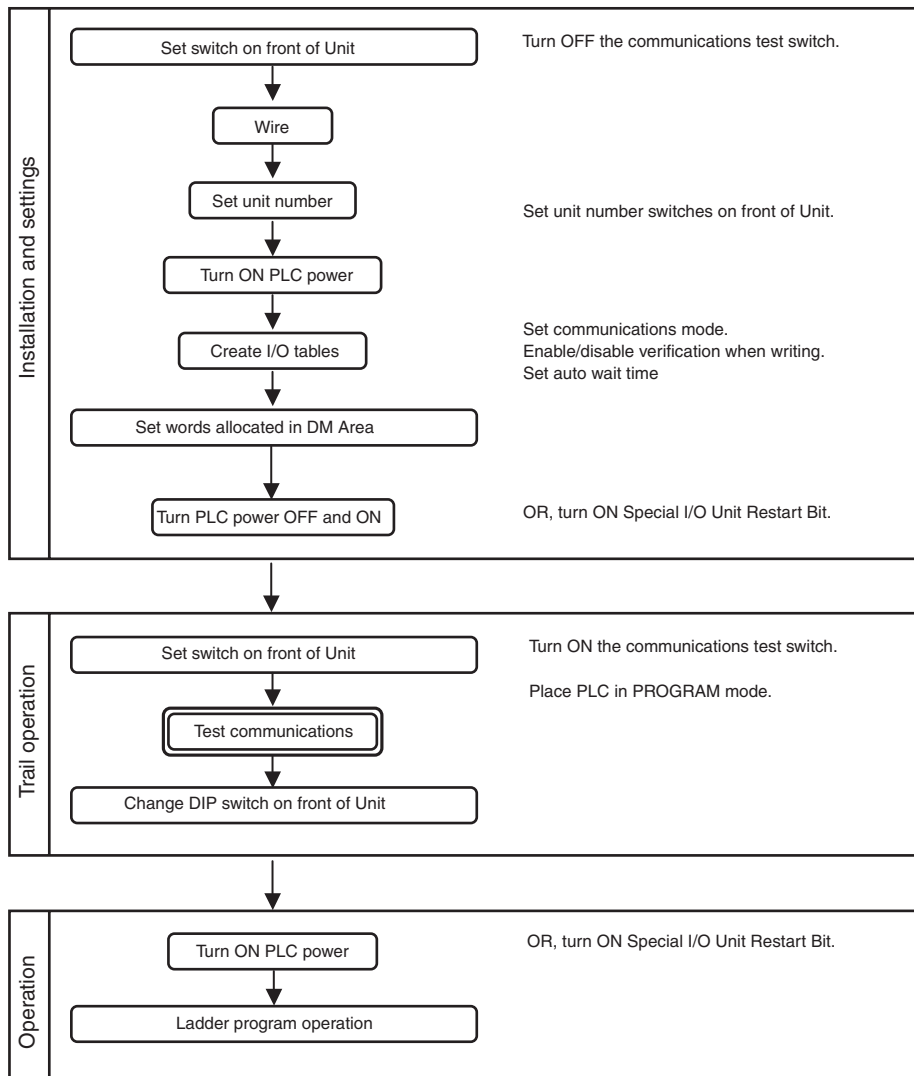 Installation and settings
Set switch on front of Unit
Turn OFF the communications test switch.
Wire
Set unit number
Set unit number switches on front of Unit.
Turn ON PLC power
Create I/O tables
Set communications mode.
Enable/disable verification when writing.
Set auto wait time
Set words allocated in DM Area
Turn PLC power OFF and ON
OR, turn ON Special I/O Unit Restart Bit.
Trail operation
Set switch on front of Unit
Turn ON the communications test switch.
Place PLC in PROGRAM mode.
Test communications
Change DIP switch on front of Unit
Operation
Turn ON PLC power
OR, turn ON Special I/O Unit Restart Bit.
Ladder program operation